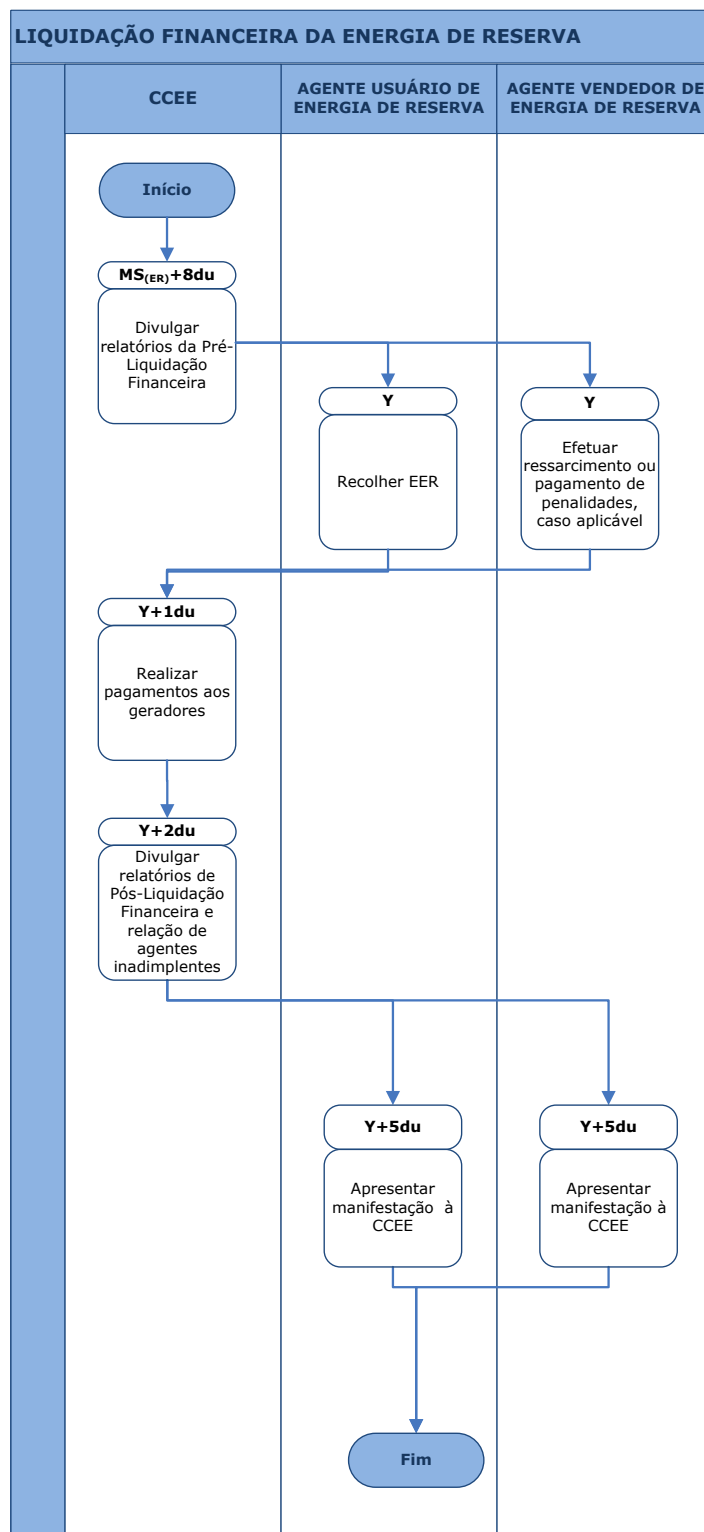 LIQUIDAÇÃO FINANCEIRA DA ENERGIA DE RESERVA
CCEE
AGENTE USUÁRIO DE
ENERGIA DE RESERVA
AGENTE VENDEDOR DE
ENERGIA DE RESERVA
Início
MS(ER)+8du
Divulgar
relatórios da Pré-
Liquidação
Financeira
Y
Recolher EER
Y
Efetuar
ressarcimento ou
pagamento de
penalidades,
caso aplicável
Y+1du
Realizar
pagamentos aos
geradores
Y+2du
Divulgar
relatórios de
Pós-Liquidação
Financeira e
relação de
agentes
inadimplentes
Y+5du
Apresentar
manifestação à
CCEE
Y+5du
Apresentar
manifestação à
CCEE
Fim